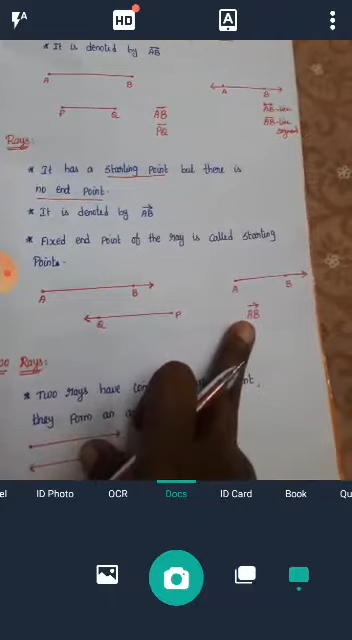 A
HD
A
* It is denoted by A̅B̅
A B
A B
P Q
AB
PQ
AB - line
AB - line
segment
Rays:
* It has a starting point but there is
no end point.
* It is denoted by AB→
* Fixed end point of the ray is called starting
Points.
A B
A B
Q P
AB→
Rays:
* Two rays have
they form an
ID Photo OCR Docs ID Card Book